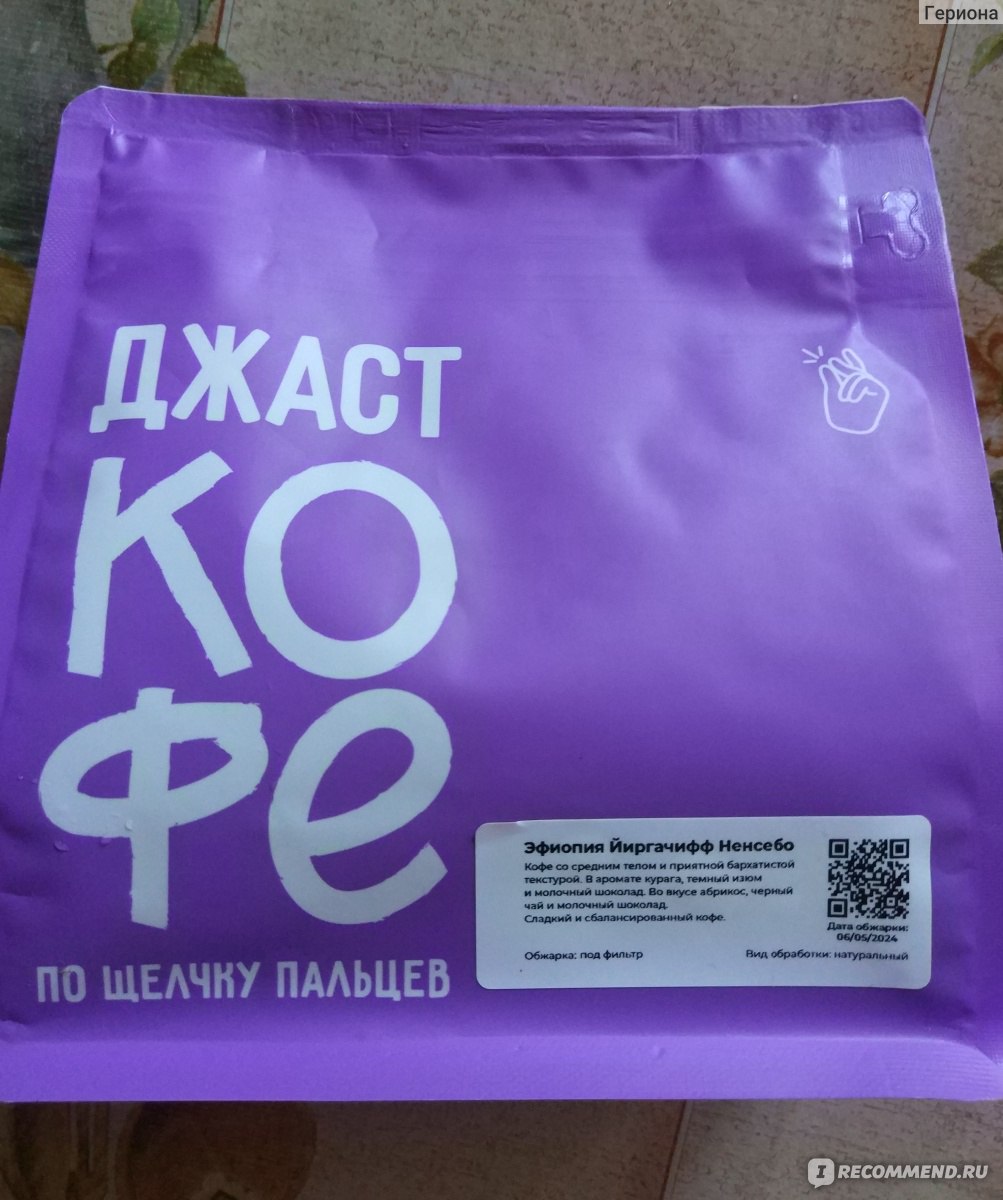 Гериона
ДЖАСТ
КО
ФЕ
ПО ЩЕЛЧКУ ПАЛЬЦЕВ
Эфиопия Йиргачифф Ненсебо
Кофе со средним телом и приятной бархатистой
текстурой. В аромате курага, темный изюм
и молочный шоколад. Во вкусе абрикос, черный
чай и молочный шоколад.
Сладкий и сбалансированный кофе.
Дата обжарки:
06/05/2024
Обжарка: под фильтр
Вид обработки: натуральный
IRECOMMEND.RU